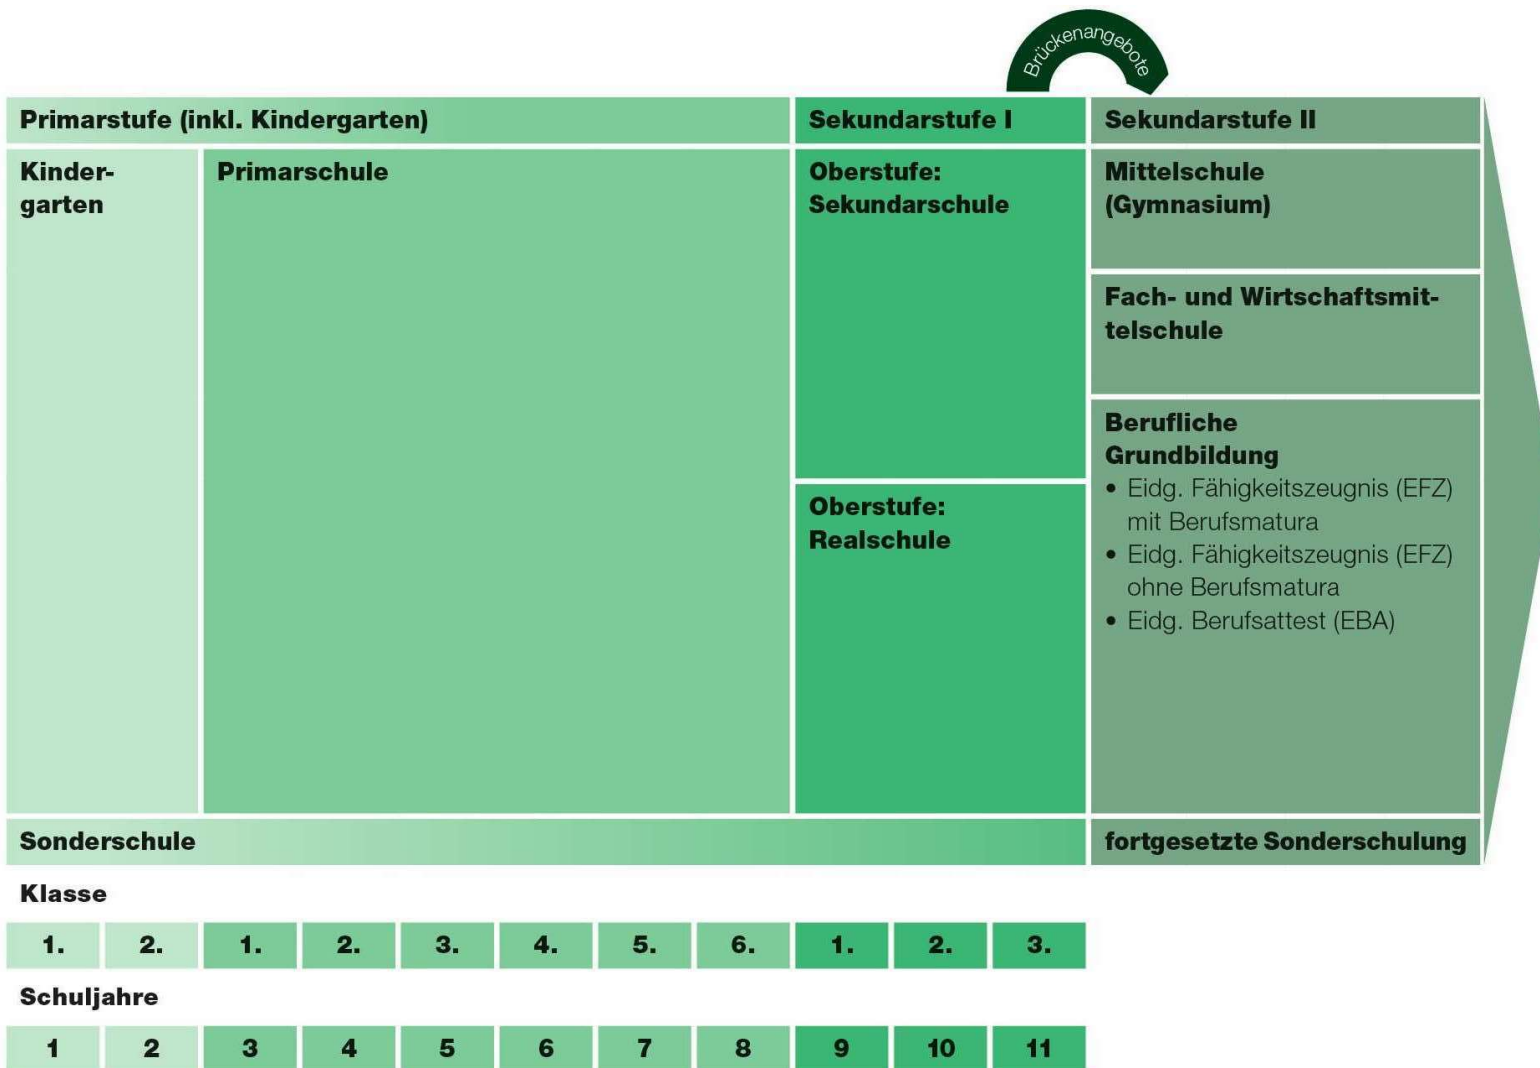 Brückenangebote
Primarstufe (inkl. Kindergarten)
Sekundarstufe I
Sekundarstufe II
Kinder-
garten
Primarschule
Oberstufe:
Sekundarschule
Oberstufe:
Realschule
Mittelschule
(Gymnasium)
Fach- und Wirtschaftsmit-
telschule
Berufliche
Grundbildung
• Eidg. Fähigkeitszeugnis (EFZ)
mit Berufsmatura
• Eidg. Fähigkeitszeugnis (EFZ)
ohne Berufsmatura
• Eidg. Berufsattest (EBA)
Sonderschule
fortgesetzte Sonderschulung
Klasse
1. 2. 1. 2. 3. 4. 5. 6. 1. 2. 3.
Schuljahre
1 2 3 4 5 6 7 8 9 10 11